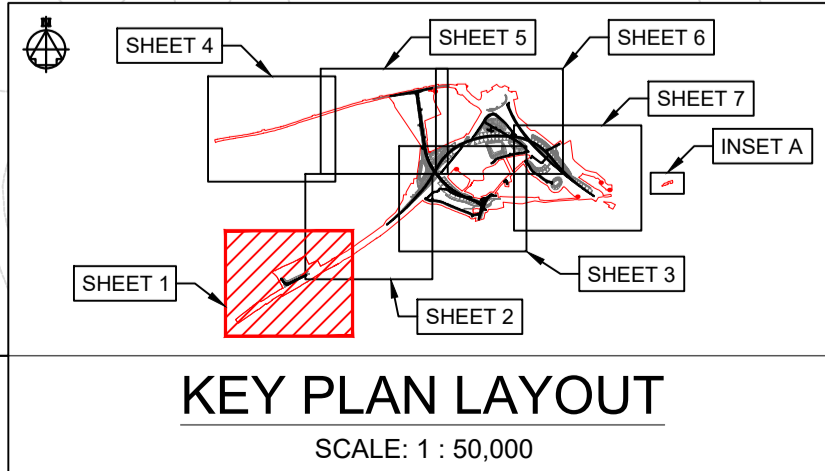 SHEET 4
SHEET 5
SHEET 6
SHEET 7
INSET A
SHEET 1
SHEET 2
SHEET 3
KEY PLAN LAYOUT
SCALE: 1 : 50,000